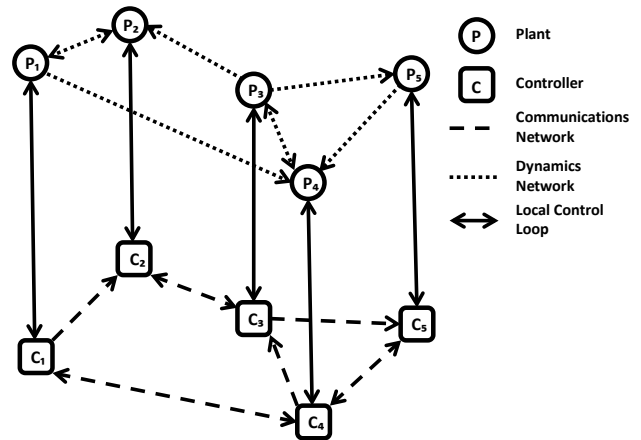 P₂
P₁
P₅
P₃
P₄
C₂
C₃
C₅
C₁
C₄
P Plant
C Controller
Communications
Network
Dynamics
Network
Local Control
Loop